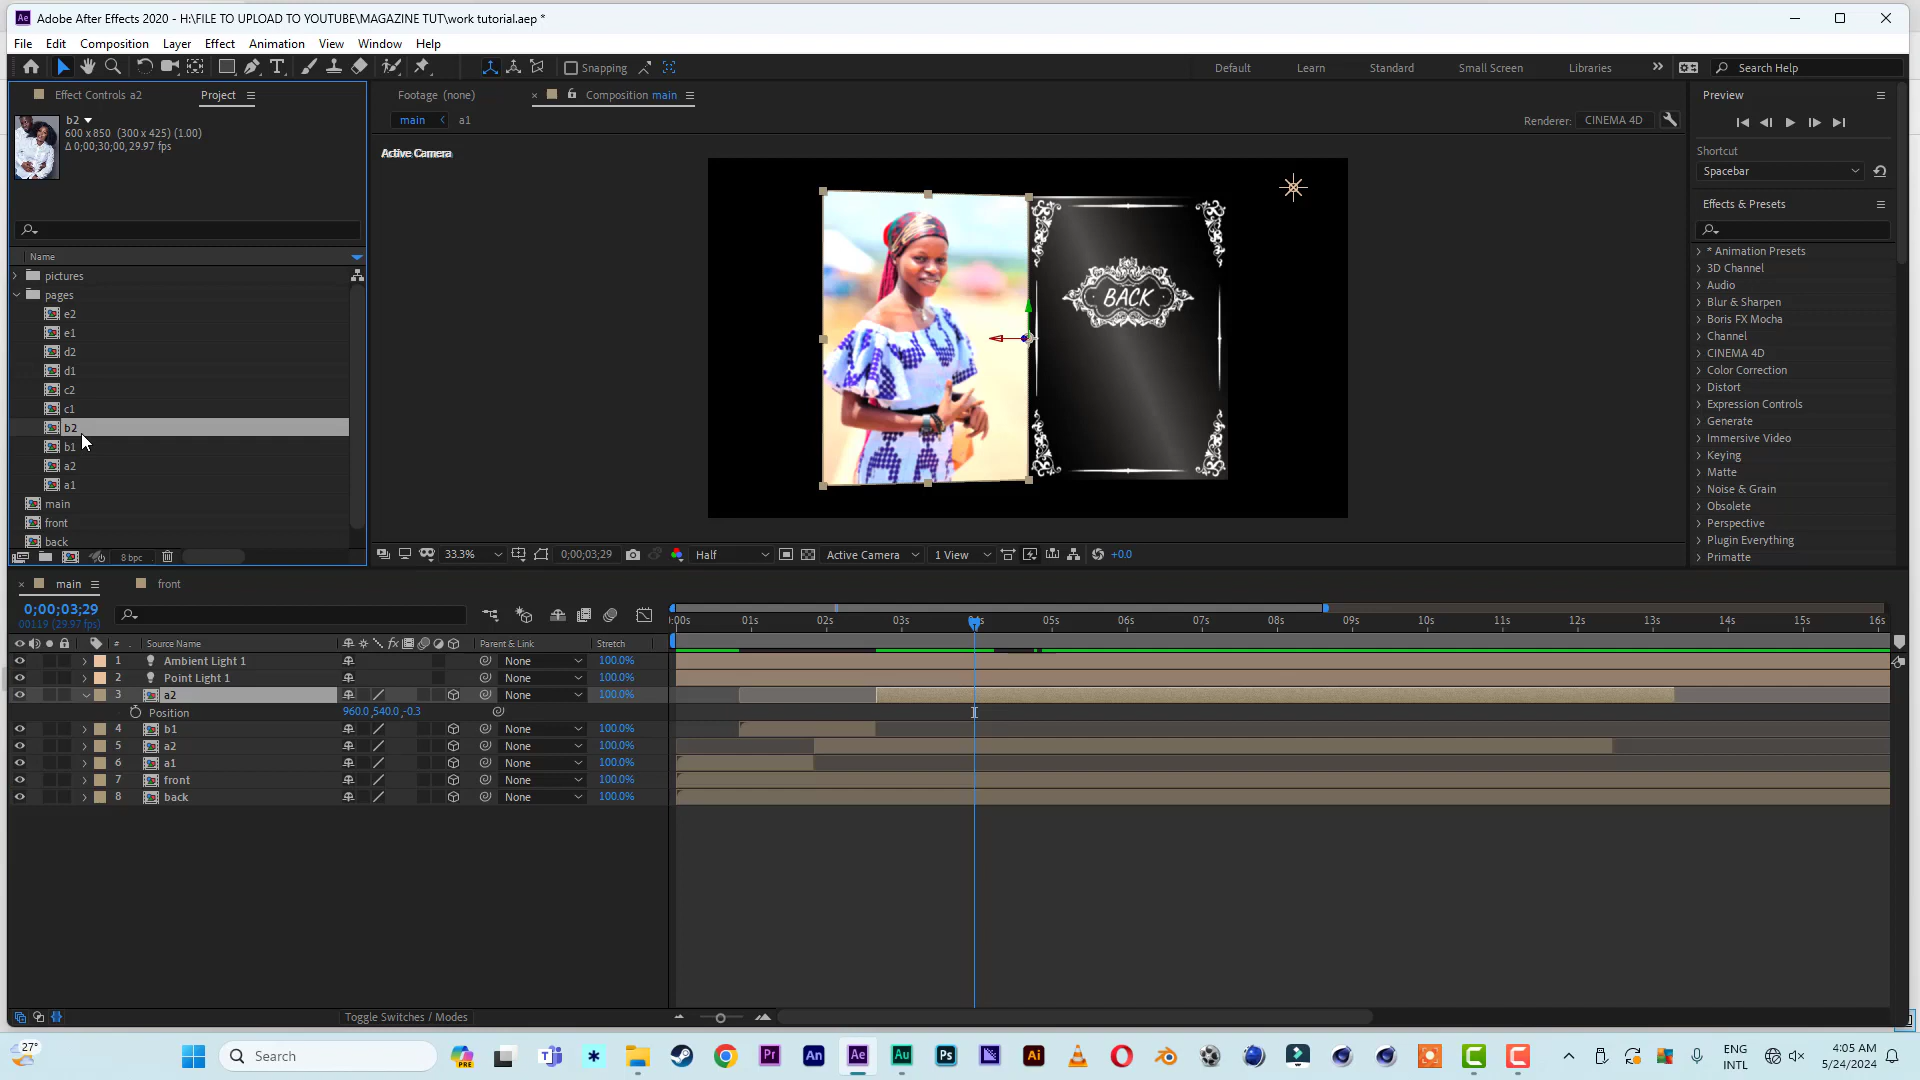 Adobe After Effects 2020 - H:\FILE TO UPLOAD TO YOUTUBE\MAGAZINE TUT\work tutorial.aep *
File Edit Composition Layer Effect Animation View Window Help
Snapping
Default Learn Standard Small Screen Libraries Search Help
Effect Controls a2 Project
b2
600 x 850 (300 x 425) (1.00)
Δ 0;00;30;00, 29.97 fps
Name
pictures
pages
e2
e1
d2
d1
c2
c1
b2
b1
a2
a1
main
front
back
8 bpc
Footage (none) Composition main
main a1
Renderer: CINEMA 4D
Active Camera
BACK
33.3% 0;00;03;29 Half Active Camera 1 View +0.0
Preview
Shortcut
Spacebar
Effects & Presets
* Animation Presets
3D Channel
Audio
Blur & Sharpen
Boris FX Mocha
Channel
CINEMA 4D
Color Correction
Distort
Expression Controls
Generate
Immersive Video
Keying
Matte
Noise & Grain
Obsolete
Perspective
Plugin Everything
Primatte
main front
0;00;03;29
00119 (29.97 fps)
:00s 01s 02s 03s 04s 05s 06s 07s 08s 09s 10s 11s 12s 13s 14s 15s 16s
# Source Name fx Parent & Link Stretch
1 Ambient Light 1 None 100.0%
2 Point Light 1 None 100.0%
3 a2 None 100.0%
Position 960.0,540.0,-0.3
4 b1 None 100.0%
5 a2 None 100.0%
6 a1 None 100.0%
7 front None 100.0%
8 back None 100.0%
Toggle Switches / Modes
27°
Search
PRE
Pr An Ae Au Ps Ai
ENG
INTL
4:05 AM
5/24/2024